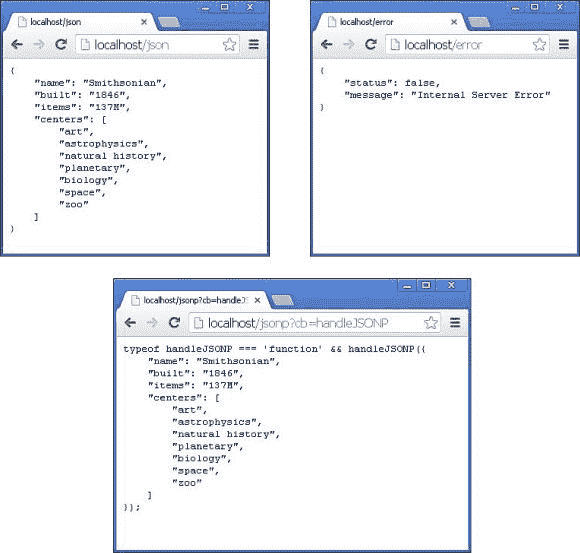 localhost/json
localhost/json
{
    "name": "Smithsonian",
    "built": "1846",
    "items": "137M",
    "centers": [
        "art",
        "astrophysics",
        "natural history",
        "planetary",
        "biology",
        "space",
        "zoo"
    ]
}
localhost/error
localhost/error
{
    "status": false,
    "message": "Internal Server Error"
}
localhost/jsonp?cb=handleJS
localhost/jsonp?cb=handleJSONP
typeof handleJSONP === 'function' && handleJSONP({
    "name": "Smithsonian",
    "built": "1846",
    "items": "137M",
    "centers": [
        "art",
        "astrophysics",
        "natural history",
        "planetary",
        "biology",
        "space",
        "zoo"
    ]
});